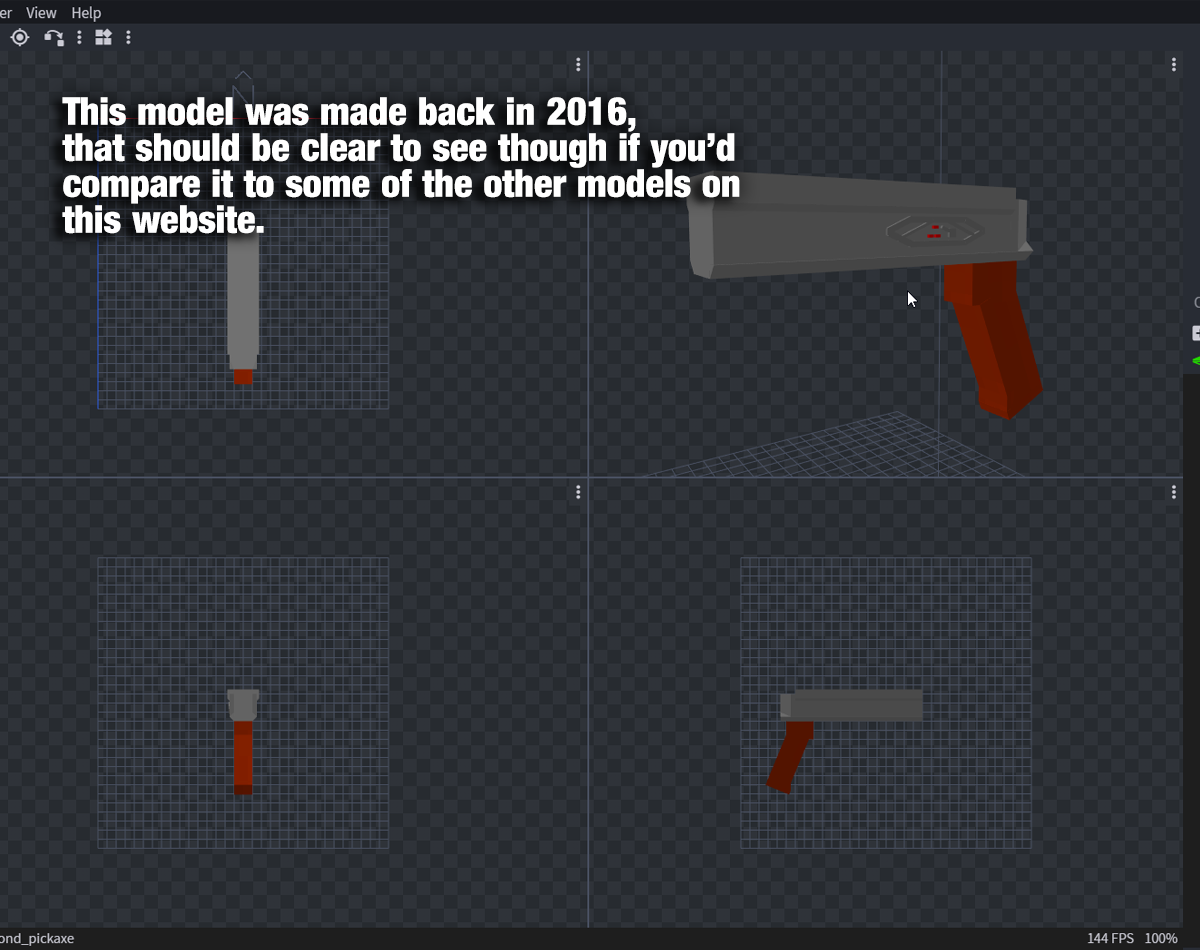 er View Help
This model was made back in 2016,
that should be clear to see though if you’d
compare it to some of the other models on
this website.
ond_pickaxe
144 FPS 100%